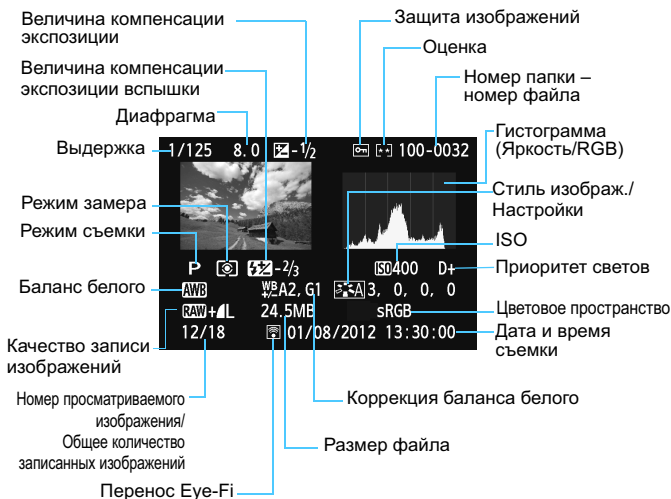 Величина компенсации
экспозиции
Величина компенсации
экспозиции вспышки
Диафрагма
Выдержка
Защита изображений
Оценка
Номер папки –
номер файла
Гистограмма
(Яркость/RGB)
1/125 8.0 -1/2 100-0032
Стиль изображ./
Настройки
Режим замера
Режим съемки
ISO
P -2/3 ISO400 D+
Приоритет светов
Баланс белого
AWB WB+/-A2, G1 A3, 0, 0, 0
RAW+L 24.5MB sRGB
Цветовое пространство
12/18 01/08/2012 13:30:00
Дата и время
съемки
Качество записи
изображений
Номер просматриваемого
изображения/
Общее количество
записанных изображений
Коррекция баланса белого
Размер файла
Перенос Eye-Fi